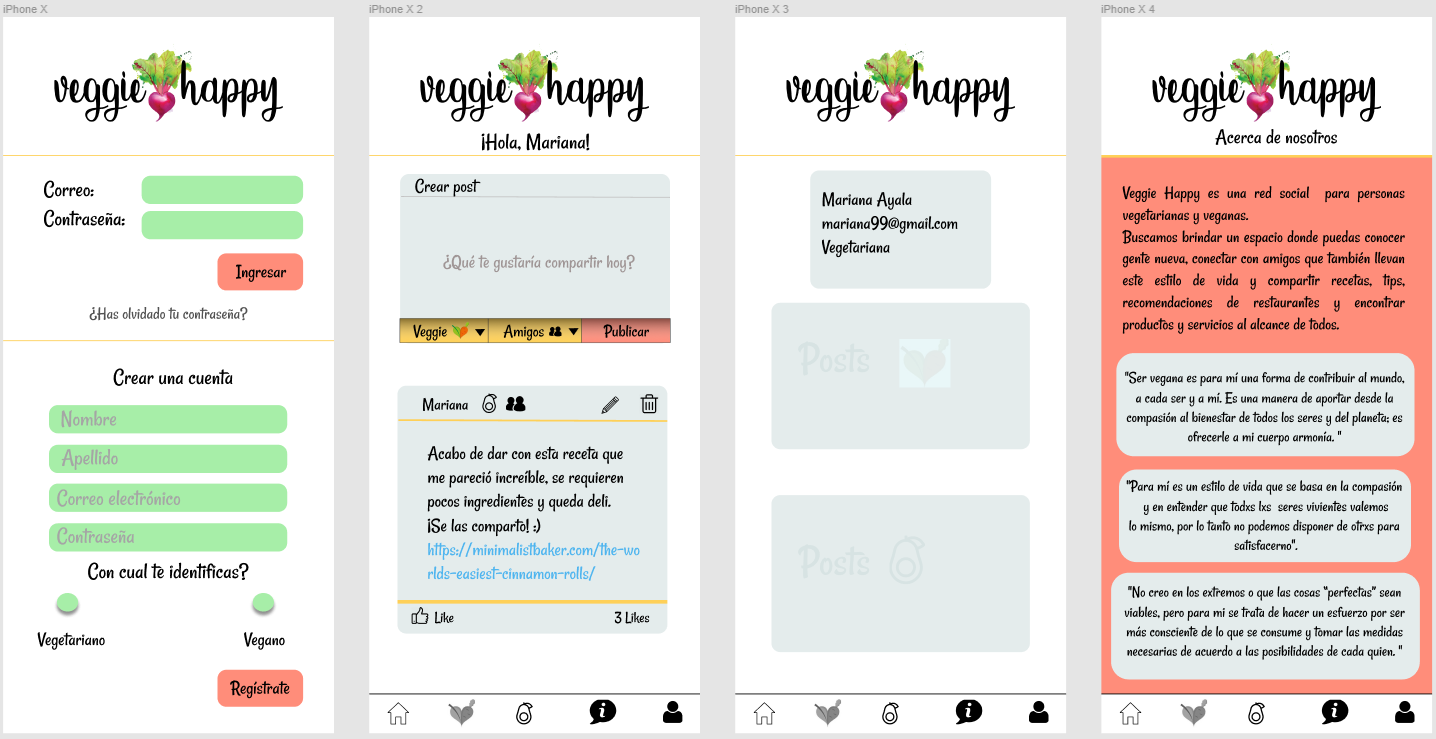 iPhone X
veggie happy
Correo:
Contraseña:
Ingresar
¿Has olvidado tu contraseña?
Crear una cuenta
Nombre
Apellido
Correo electrónico
Contraseña
Con cual te identificas?
Vegetariano
Vegano
Regístrate
iPhone X 2
veggie happy
¡Hola, Mariana!
Crear post
¿Qué te gustaría compartir hoy?
Veggie
Amigos
Publicar
Mariana
Acabo de dar con esta receta que
me pareció increíble, se requieren
pocos ingredientes y queda deli.
¡Se las comparto! :)
https://minimalistbaker.com/the-wo
rlds-easiest-cinnamon-rolls/
Like
3 Likes
iPhone X 3
veggie happy
Mariana Ayala
mariana99@gmail.com
Vegetariana
Posts
Posts
iPhone X 4
veggie happy
Acerca de nosotros
Veggie Happy es una red social para personas
vegetarianas y veganas.
Buscamos brindar un espacio donde puedas conocer
gente nueva, conectar con amigos que también llevan
este estilo de vida y compartir recetas, tips,
recomendaciones de restaurantes y encontrar
productos y servicios al alcance de todos.
"Ser vegana es para mí una forma de contribuir al mundo,
a cada ser y a mí. Es una manera de aportar desde la
compasión al bienestar de todos los seres y del planeta; es
ofrecerle a mi cuerpo armonía. "
"Para mí es un estilo de vida que se basa en la compasión
y en entender que todxs lxs seres vivientes valemos
lo mismo, por lo tanto no podemos disponer de otrxs para
satisfacerno".
"No creo en los extremos o que las cosas "perfectas" sean
viables, pero para mi se trata de hacer un esfuerzo por ser
más consciente de lo que se consume y tomar las medidas
necesarias de acuerdo a las posibilidades de cada quien. "